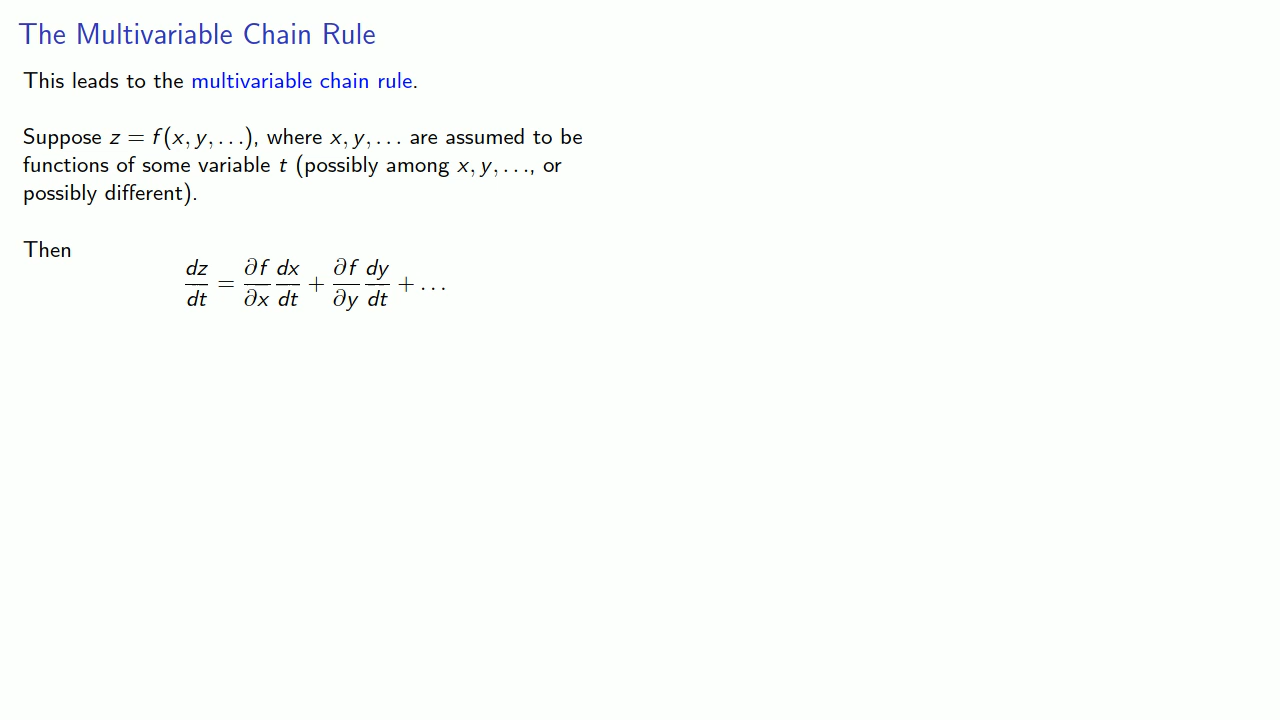 The Multivariable Chain Rule
This leads to the multivariable chain rule.
Suppose z = f(x, y, ...), where x, y, ... are assumed to be
functions of some variable t (possibly among x, y, ..., or
possibly different).
Then
dz/dt = ∂f/∂x dx/dt + ∂f/∂y dy/dt + ...